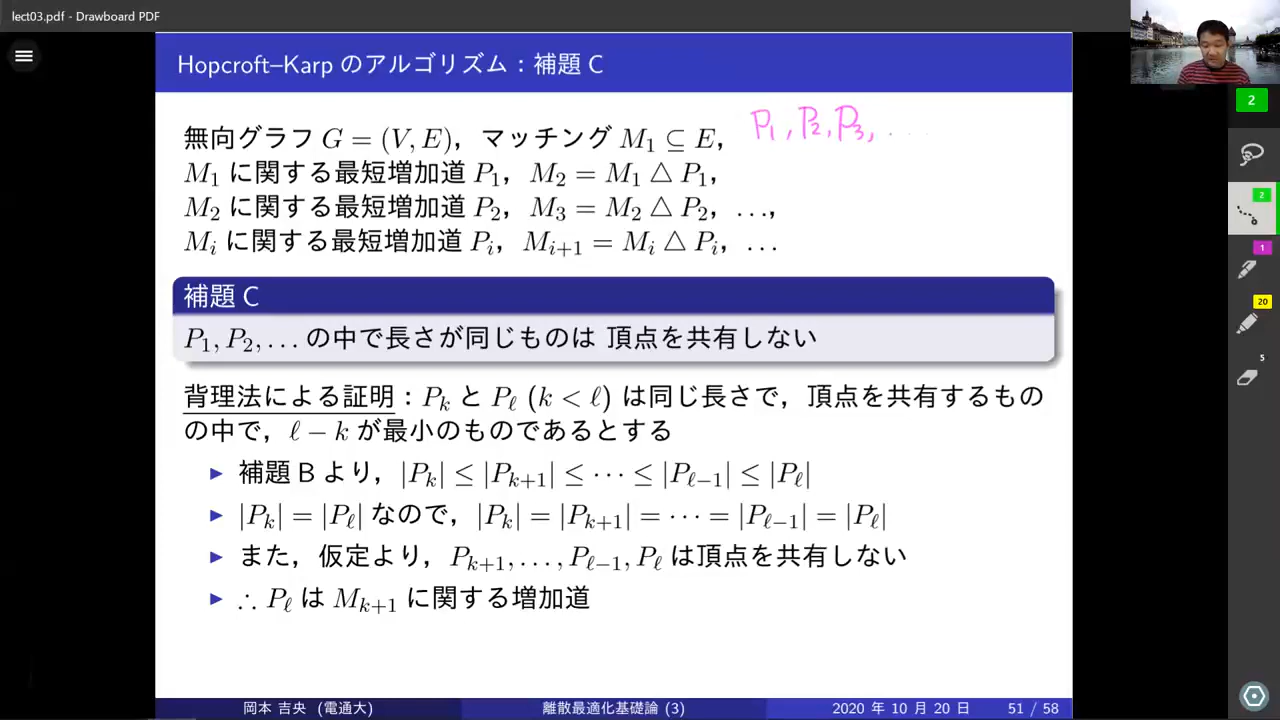 lect03.pdf - Drawboard PDF
Hopcroft–Karp のアルゴリズム：補題 C
無向グラフ G = (V, E)，マッチング M₁ ⊆ E，
P₁, P₂, P₃, ....
M₁ に関する最短増加道 P₁， M₂ = M₁ △ P₁，
M₂ に関する最短増加道 P₂， M₃ = M₂ △ P₂， ...，
Mᵢ に関する最短増加道 Pᵢ， Mᵢ₊₁ = Mᵢ △ Pᵢ， ...
補題 C
P₁, P₂, ... の中で長さが同じものは 頂点を共有しない
背理法による証明：Pₖ と Pℓ (k < ℓ) は同じ長さで，頂点を共有するもの
の中で，ℓ − k が最小のものであるとする
▶ 補題 B より，|Pₖ| ≤ |Pₖ₊₁| ≤ ··· ≤ |Pℓ₋₁| ≤ |Pℓ|
▶ |Pₖ| = |Pℓ| なので，|Pₖ| = |Pₖ₊₁| = ··· = |Pℓ₋₁| = |Pℓ|
▶ また，仮定より，Pₖ₊₁, ..., Pℓ₋₁, Pℓ は頂点を共有しない
▶ ∴ Pℓ は Mₖ₊₁ に関する増加道
岡本 吉央 (電通大)
離散最適化基礎論 (3)
2020 年 10 月 20 日
51 / 58
2
2
1
20
5